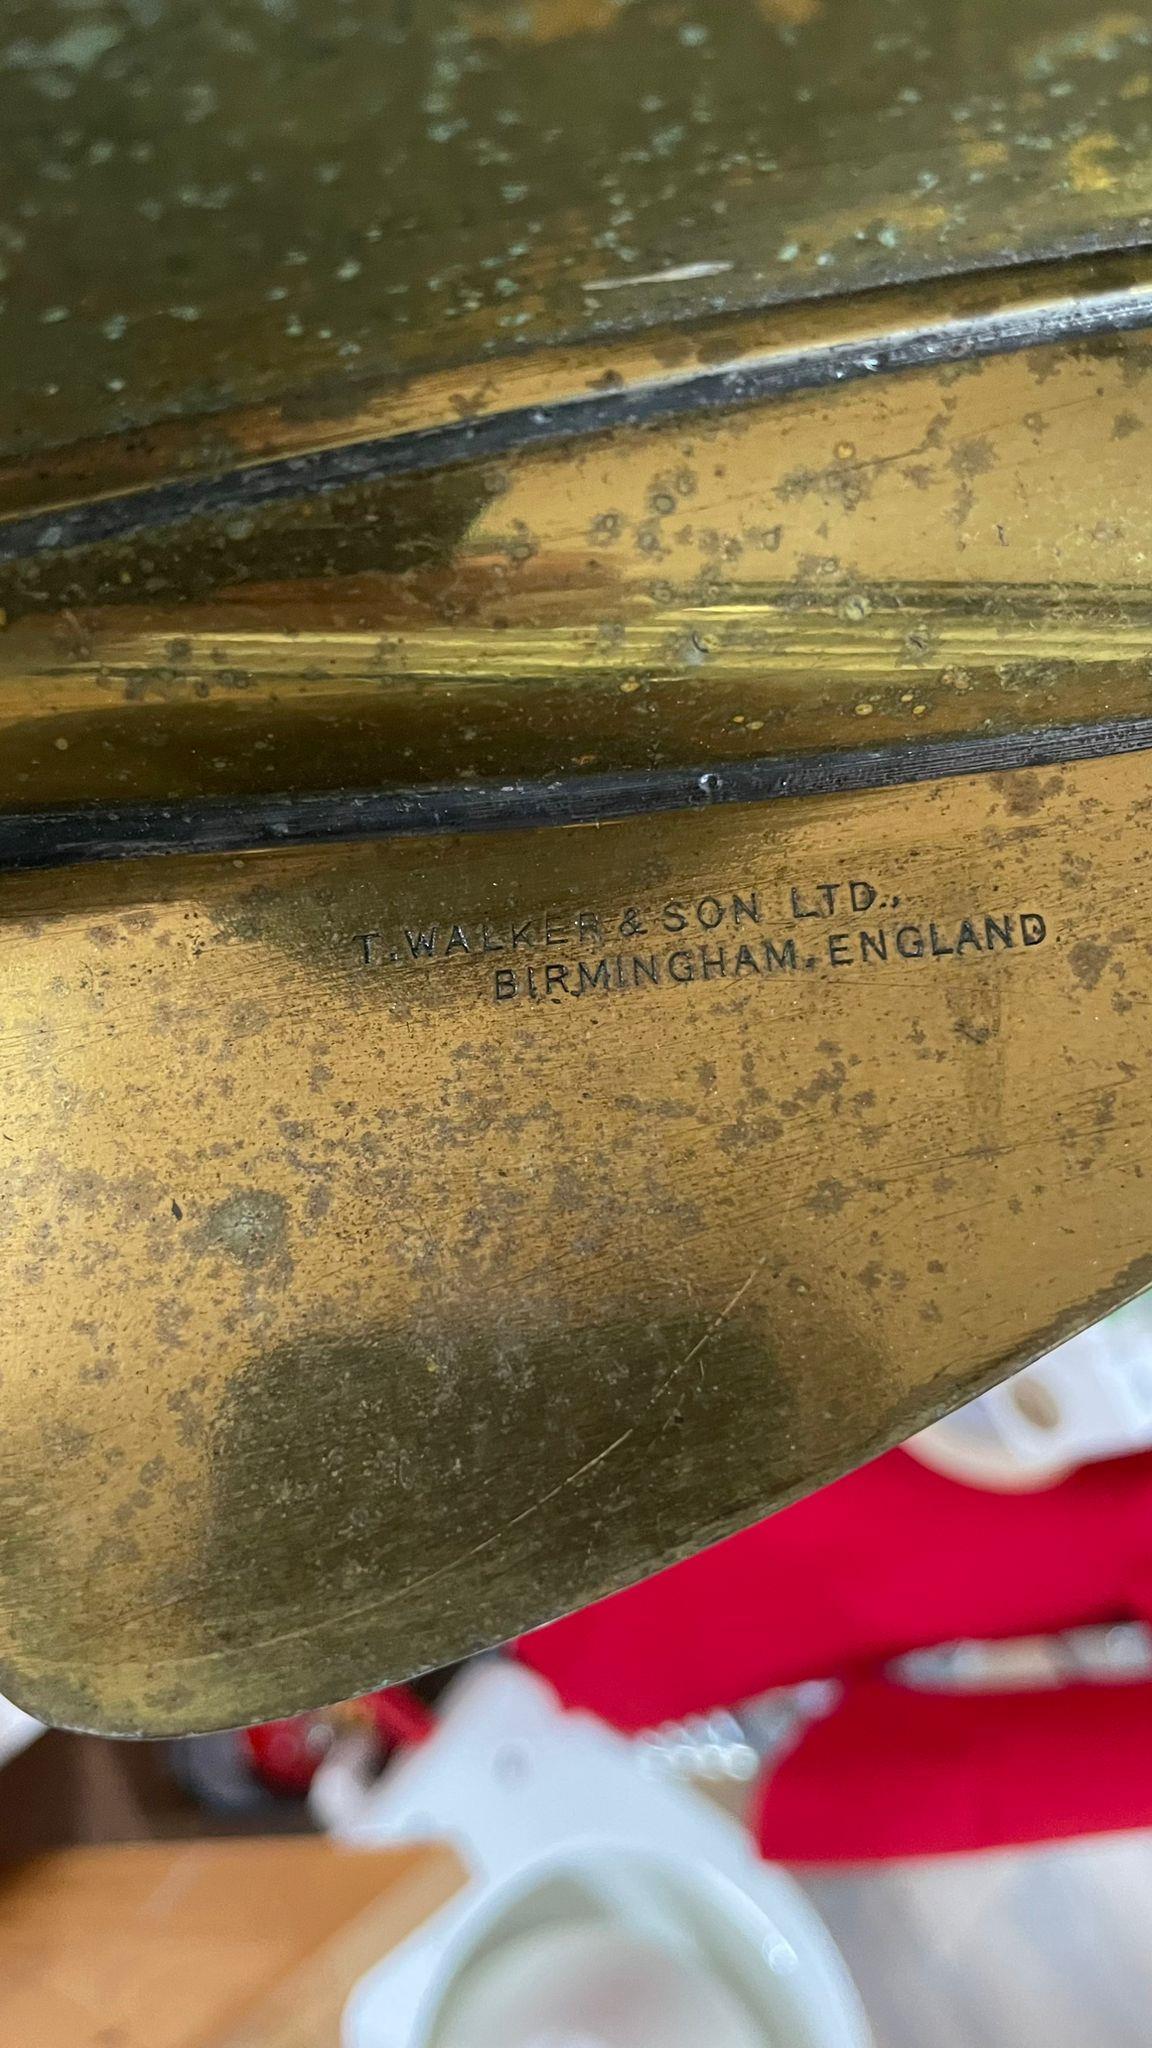 T. WALKER & SON LTD.,
BIRMINGHAM, ENGLAND